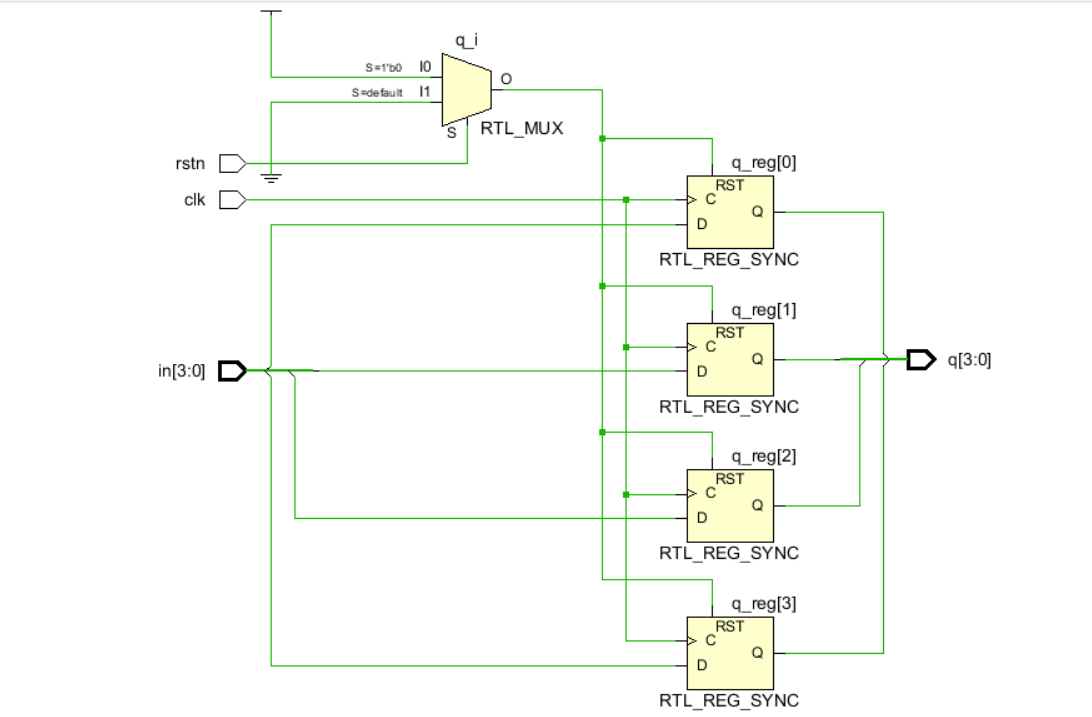 q_i
S=1'b0 I0
S=default I1
O
S
RTL_MUX
rstn
clk
q_reg[0]
RST
C
D
Q
RTL_REG_SYNC
q_reg[1]
RST
C
D
Q
RTL_REG_SYNC
in[3:0]
q[3:0]
q_reg[2]
RST
C
D
Q
RTL_REG_SYNC
q_reg[3]
RST
C
D
Q
RTL_REG_SYNC